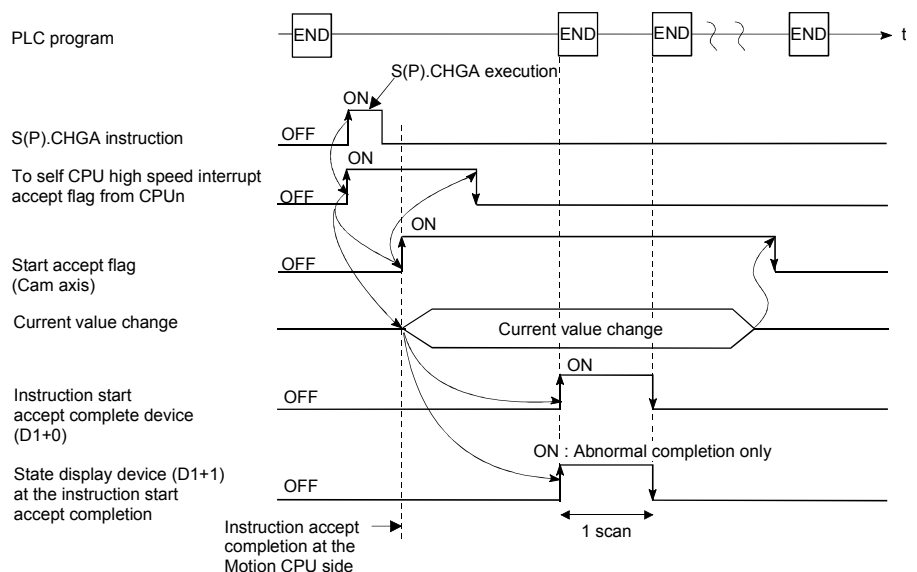 PLC program
END
END
END
END
t
S(P).CHGA execution
ON
S(P).CHGA instruction
OFF
ON
To self CPU high speed interrupt
accept flag from CPUn
OFF
ON
Start accept flag
(Cam axis)
OFF
Current value change
Current value change
ON
Instruction start
accept complete device
(D1+0)
OFF
ON : Abnormal completion only
State display device (D1+1)
at the instruction start
accept completion
OFF
Instruction accept
completion at the
Motion CPU side
1 scan